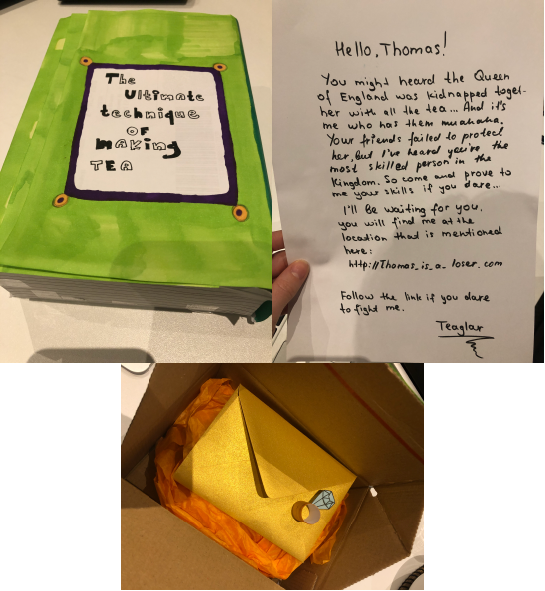 The
Ultimate
technique
OF
making
TEA
Hello, Thomas!
You might heard the Queen
of England was kidnapped toget-
her with all the tea... And it's
me who has them muahaha.
Your friends failed to protect
her, but I've heard you're the
most skilled person in the
Kingdom. So come and prove to
me your skills if you dare...
I'll Be waiting for you,
you will find me at the
location that is mentioned
here:
http://Thomas_is_a_loser.com
Follow the link if you dare
to fight me.
Teaglar